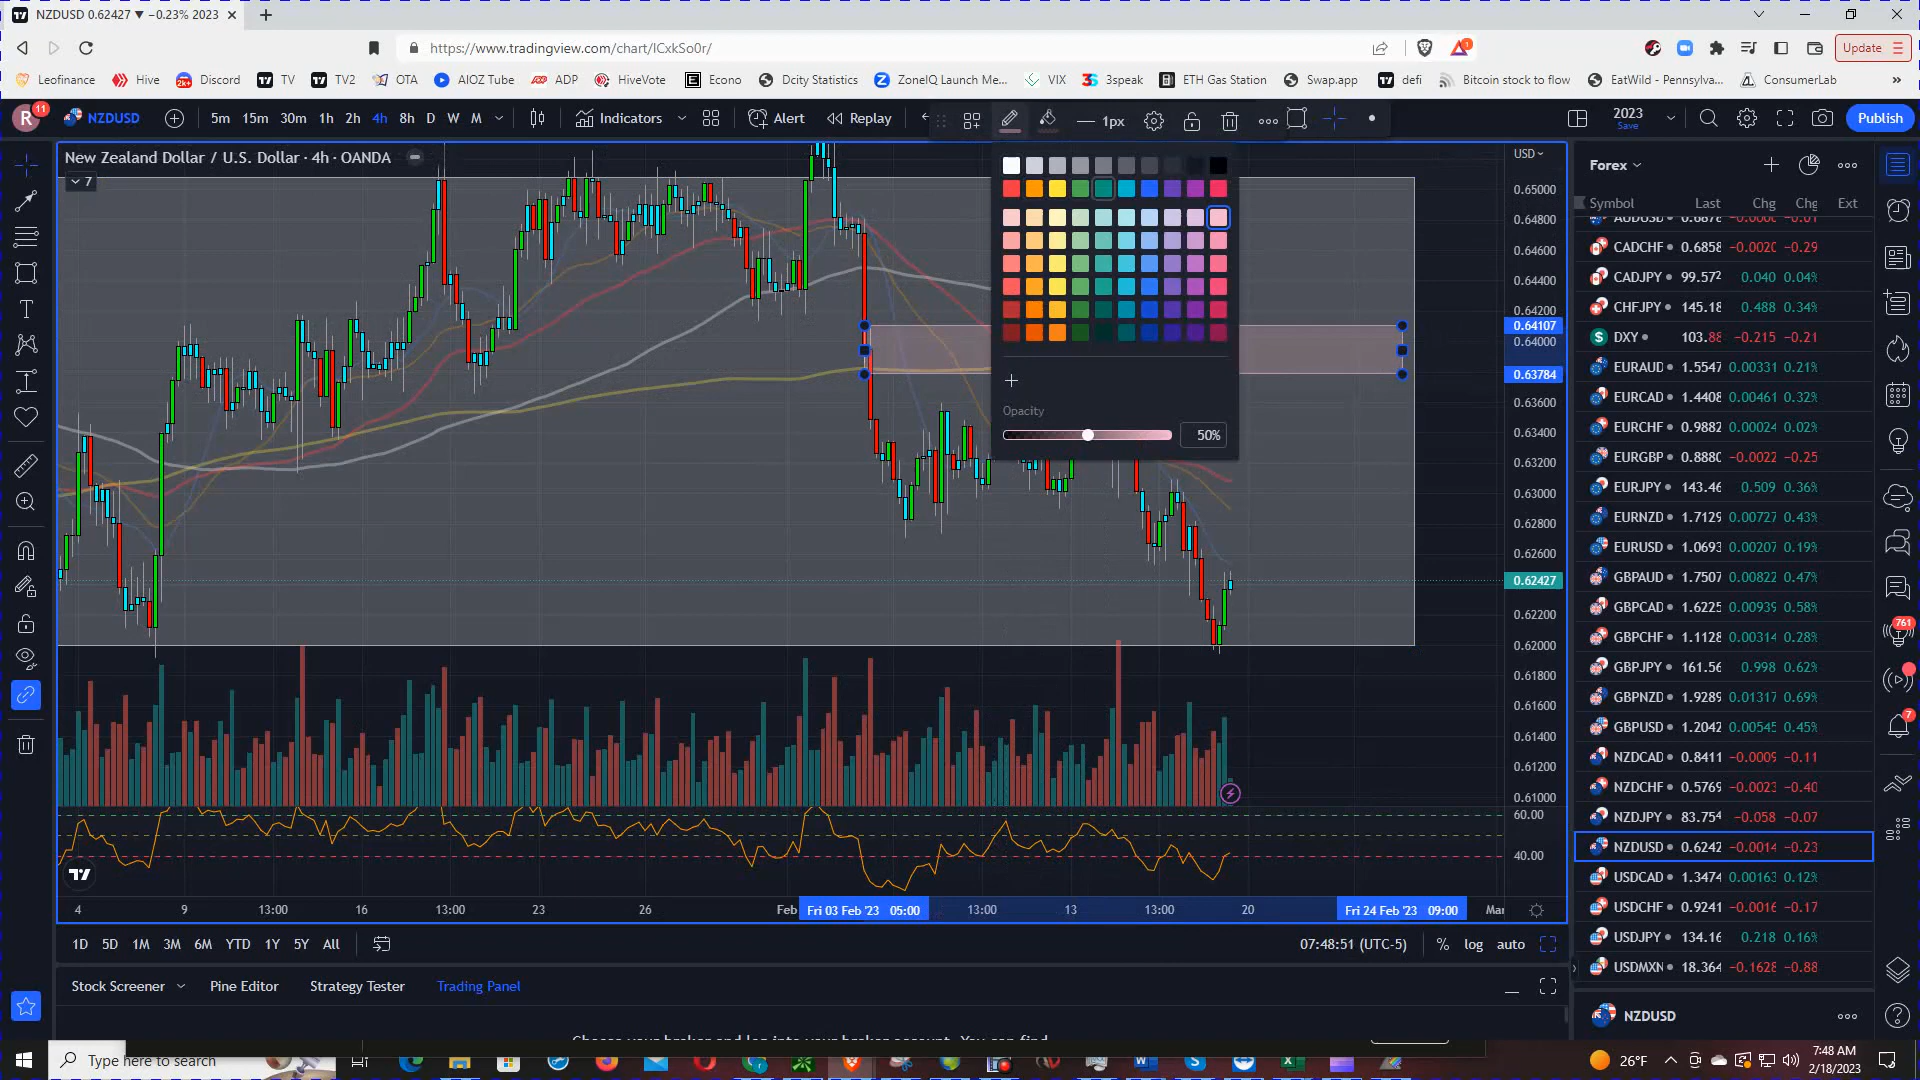 NZDUSD 0.62427 ▼ −0.23% 2023
https://www.tradingview.com/chart/lCxkSo0r/
Update
Leofinance Hive Discord TV TV2 OTA AIOZ Tube ADP HiveVote Econo Dcity Statistics ZoneIQ Launch Me... VIX 3speak ETH Gas Station Swap.app defi Bitcoin stock to flow EatWild - Pennsylva... ConsumerLab
R 11 NZDUSD 5m 15m 30m 1h 2h 4h 8h D W M Indicators Alert Replay 1px 2023 Save Publish
New Zealand Dollar / U.S. Dollar · 4h · OANDA
7
USD
0.65000
0.64800
0.64600
0.64400
0.64200
0.64107
0.64000
0.63784
0.63600
0.63400
0.63200
0.63000
0.62800
0.62600
0.62427
0.62200
0.62000
0.61800
0.61600
0.61400
0.61200
0.61000
60.00
40.00
Opacity
50%
4 9 13:00 16 13:00 23 26 Feb Fri 03 Feb '23 05:00 13:00 13 13:00 20 Fri 24 Feb '23 09:00 Mar
1D 5D 1M 3M 6M YTD 1Y 5Y All 07:48:51 (UTC-5) % log auto
Stock Screener Pine Editor Strategy Tester Trading Panel
Forex
Symbol Last Chg Chg Ext
CADCHF 0.6858 −0.0020 −0.29
CADJPY 99.572 0.040 0.04%
CHFJPY 145.18 0.488 0.34%
DXY 103.88 −0.215 −0.21
EURAUD 1.5547 0.00331 0.21%
EURCAD 1.4408 0.00461 0.32%
EURCHF 0.9882 0.00024 0.02%
EURGBP 0.8880 −0.0022 −0.25
EURJPY 143.46 0.509 0.36%
EURNZD 1.7129 0.00727 0.43%
EURUSD 1.0693 0.00207 0.19%
GBPAUD 1.7507 0.00822 0.47%
GBPCAD 1.6225 0.00939 0.58%
GBPCHF 1.1128 0.00314 0.28%
GBPJPY 161.56 0.998 0.62%
GBPNZD 1.9289 0.01317 0.69%
GBPUSD 1.2042 0.00545 0.45%
NZDCAD 0.8411 −0.0009 −0.11
NZDCHF 0.5769 −0.0023 −0.40
NZDJPY 83.754 −0.058 −0.07
NZDUSD 0.6242 −0.0014 −0.23
USDCAD 1.3474 0.00163 0.12%
USDCHF 0.9241 −0.0016 −0.17
USDJPY 134.16 0.218 0.16%
USDMXN 18.364 −0.1628 −0.88
NZDUSD
761
7
Type here to search
26°F
7:48 AM
2/18/2023